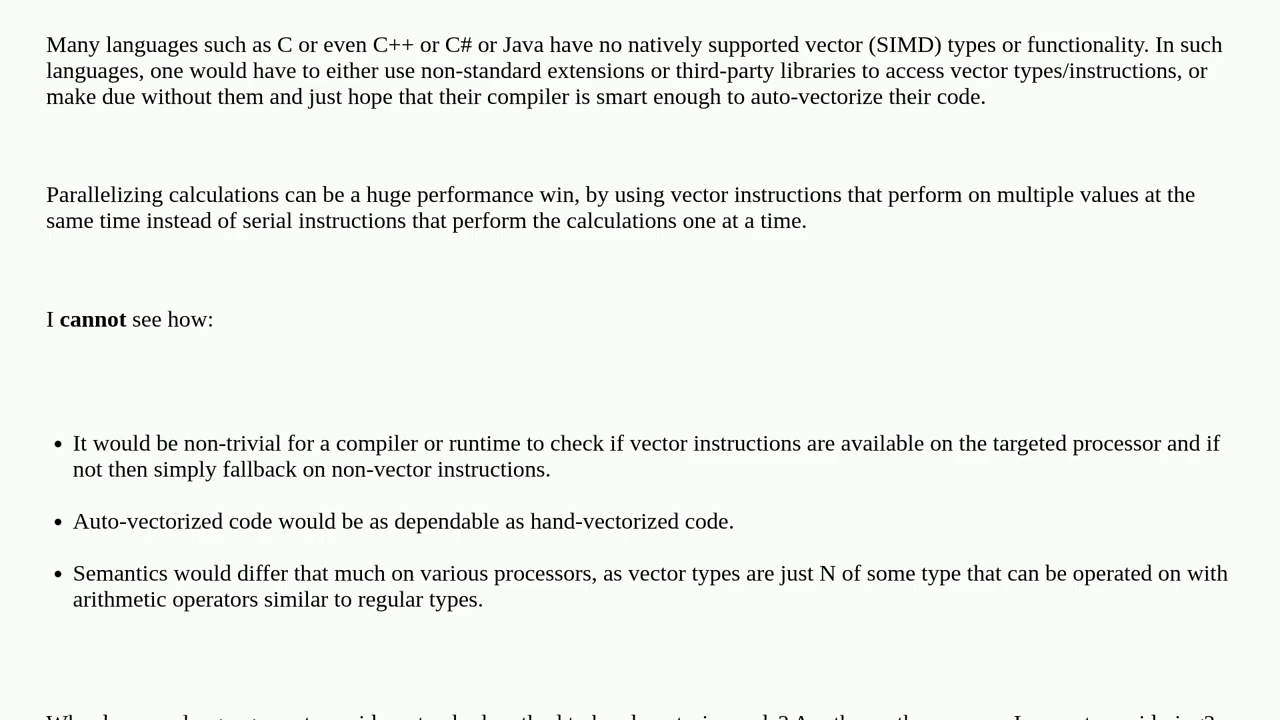 Many languages such as C or even C++ or C# or Java have no natively supported vector (SIMD) types or functionality. In such
languages, one would have to either use non-standard extensions or third-party libraries to access vector types/instructions, or
make due without them and just hope that their compiler is smart enough to auto-vectorize their code.
Parallelizing calculations can be a huge performance win, by using vector instructions that perform on multiple values at the
same time instead of serial instructions that perform the calculations one at a time.
I cannot see how:
• It would be non-trivial for a compiler or runtime to check if vector instructions are available on the targeted processor and if
not then simply fallback on non-vector instructions.
• Auto-vectorized code would be as dependable as hand-vectorized code.
• Semantics would differ that much on various processors, as vector types are just N of some type that can be operated on with
arithmetic operators similar to regular types.